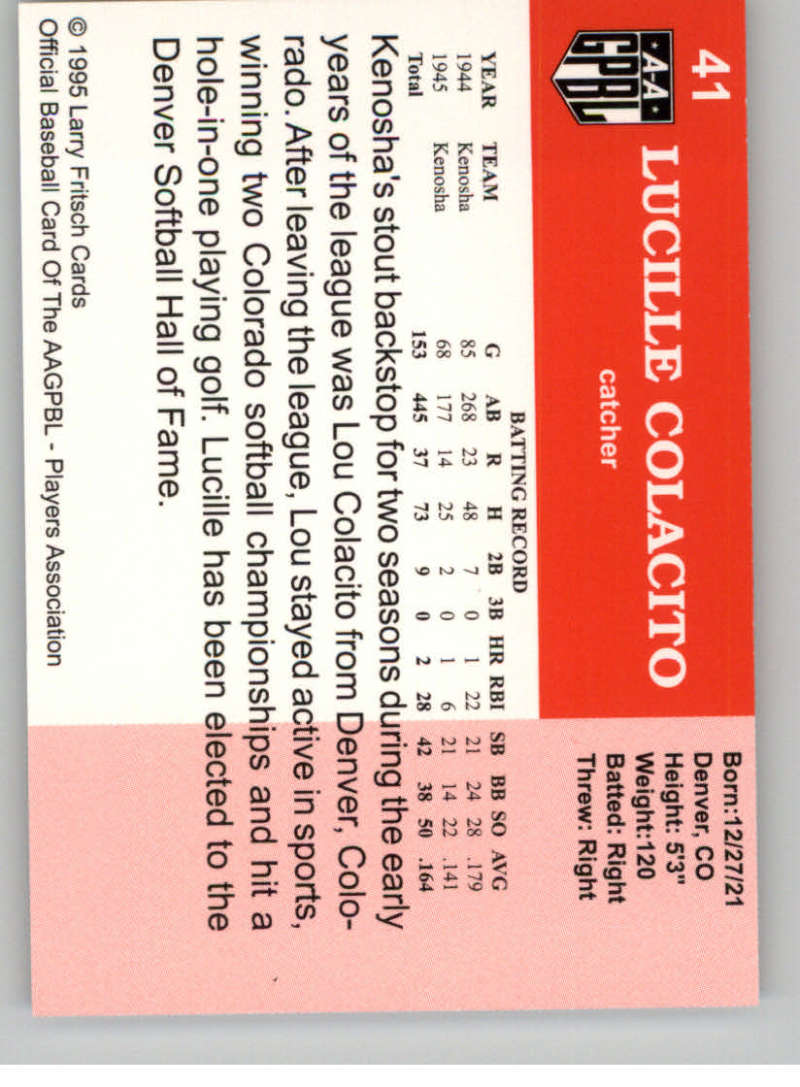 41
A-A
GPBL
LUCILLE COLACITO
catcher
Born:12/27/21
Denver, CO
Height: 5'3"
Weight:120
Batted: Right
Threw: Right
BATTING RECORD
YEAR TEAM G AB R H 2B 3B HR RBI SB BB SO AVG
1944 Kenosha 85 268 23 48 7 0 1 22 21 24 28 .179
1945 Kenosha 68 177 14 25 2 0 1 6 21 14 22 .141
Total 153 445 37 73 9 0 2 28 42 38 50 .164
Kenosha's stout backstop for two seasons during the early
years of the league was Lou Colacito from Denver, Colo-
rado. After leaving the league, Lou stayed active in sports,
winning two Colorado softball championships and hit a
hole-in-one playing golf. Lucille has been elected to the
Denver Softball Hall of Fame.
© 1995 Larry Fritsch Cards
Official Baseball Card Of The AAGPBL - Players Association